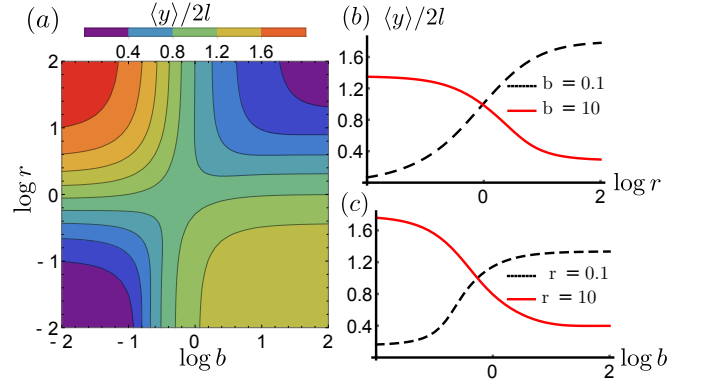 (a)
⟨y⟩/2l
0.4 0.8 1.2 1.6
2
1
0
- 1
- 2
log r
- 2 - 1 0 1 2
log b
(b) ⟨y⟩/2l
1.6
1.2
0.8
0.4
b = 0.1
b = 10
0 2
log r
(c)
1.6
1.2
0.8
0.4
r = 0.1
r = 10
0 2
log b